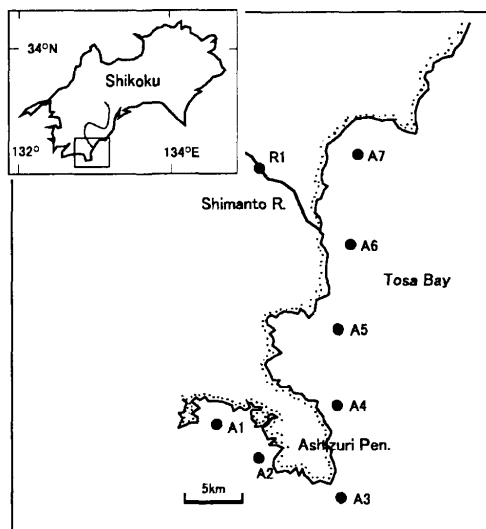 34°N
Shikoku
132°
134°E
R1
A7
Shimanto R.
A6
Tosa Bay
A5
A4
A1
Ashizuri Pen.
A2
5km
A3